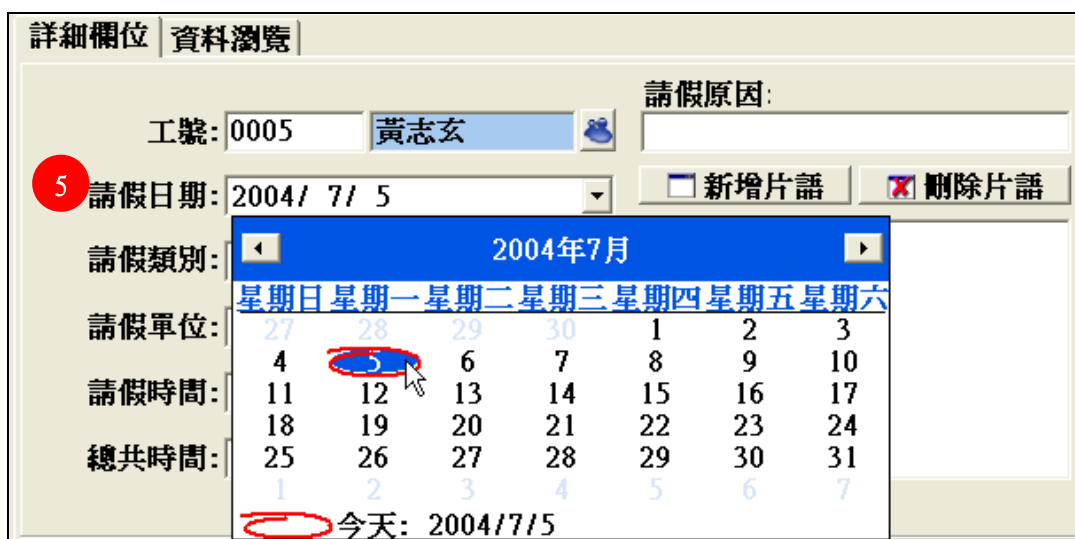 詳細欄位 資料瀏覽
請假原因:
工號: 0005 黃志玄
5 請假日期: 2004/ 7/ 5 新增片語 刪除片語
請假類別: 2004年7月
星期日 星期一 星期二 星期三 星期四 星期五 星期六
請假單位: 27 28 29 30 1 2 3
4 5 6 7 8 9 10
請假時間: 11 12 13 14 15 16 17
18 19 20 21 22 23 24
總共時間: 25 26 27 28 29 30 31
1 2 3 4 5 6 7
今天: 2004/7/5